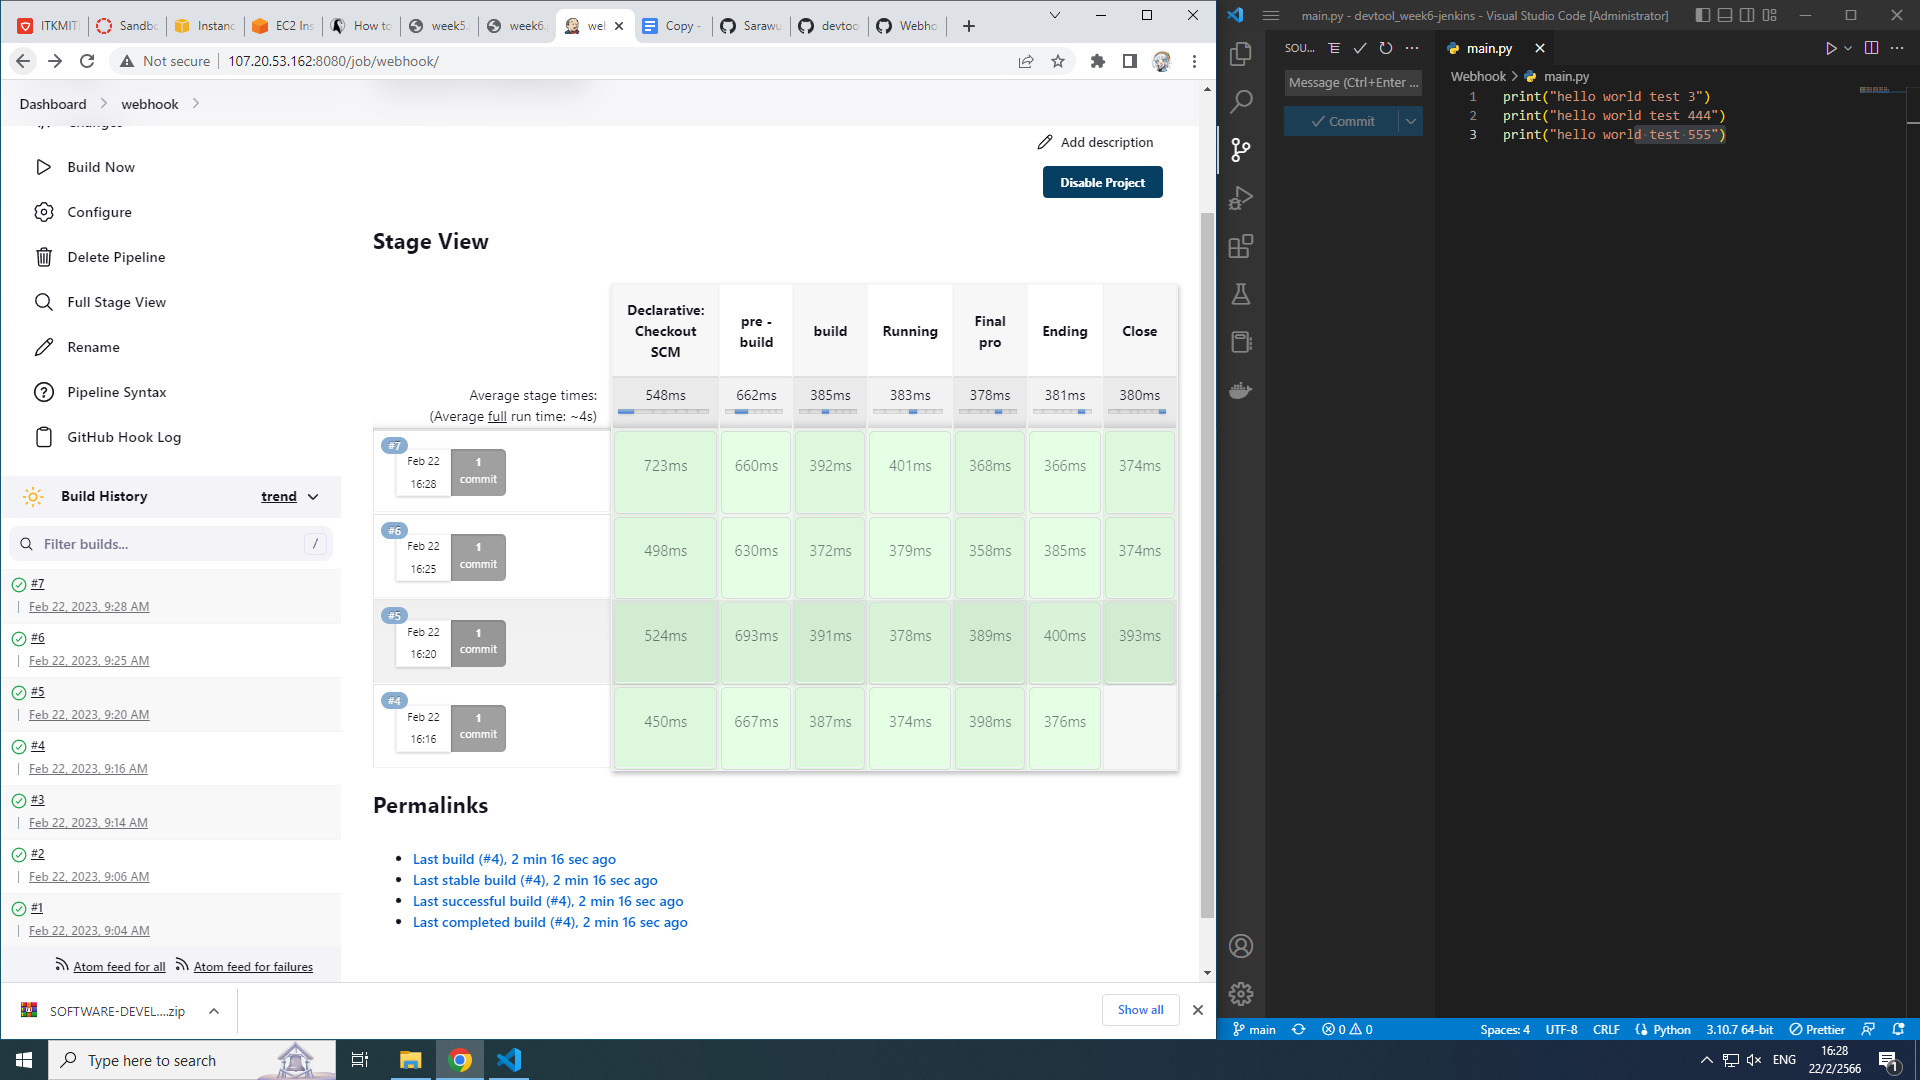 ITKMIT
Sandbo
Instanc
EC2 Ins
How to
week5.
week6.
wel
Copy -
Sarawu
devtoo
Webho
Not secure
107.20.53.162:8080/job/webhook/
Dashboard
webhook
Changes
Build Now
Configure
Delete Pipeline
Full Stage View
Rename
Pipeline Syntax
GitHub Hook Log
Build History
trend
Filter builds...
/
#7
Feb 22, 2023, 9:28 AM
#6
Feb 22, 2023, 9:25 AM
#5
Feb 22, 2023, 9:20 AM
#4
Feb 22, 2023, 9:16 AM
#3
Feb 22, 2023, 9:14 AM
#2
Feb 22, 2023, 9:06 AM
#1
Feb 22, 2023, 9:04 AM
Atom feed for all
Atom feed for failures
Add description
Disable Project
Stage View
Declarative: Checkout SCM
pre - build
build
Running
Final pro
Ending
Close
Average stage times:
(Average full run time: ~4s)
548ms 662ms 385ms 383ms 378ms 381ms 380ms
#7
Feb 22
16:28
1 commit
723ms 660ms 392ms 401ms 368ms 366ms 374ms
#6
Feb 22
16:25
1 commit
498ms 630ms 372ms 379ms 358ms 385ms 374ms
#5
Feb 22
16:20
1 commit
524ms 693ms 391ms 378ms 389ms 400ms 393ms
#4
Feb 22
16:16
1 commit
450ms 667ms 387ms 374ms 398ms 376ms
Permalinks
Last build (#4), 2 min 16 sec ago
Last stable build (#4), 2 min 16 sec ago
Last successful build (#4), 2 min 16 sec ago
Last completed build (#4), 2 min 16 sec ago
SOFTWARE-DEVEL....zip
Show all
main.py - devtool_week6-jenkins - Visual Studio Code [Administrator]
SOU...
Message (Ctrl+Enter ...
Commit
main.py
Webhook
main.py
1 print("hello world test 3")
2 print("hello world test 444")
3 print("hello world test 555")
main
0
0
Spaces: 4
UTF-8
CRLF
Python
3.10.7 64-bit
Prettier
Type here to search
ENG
16:28
22/2/2566
1